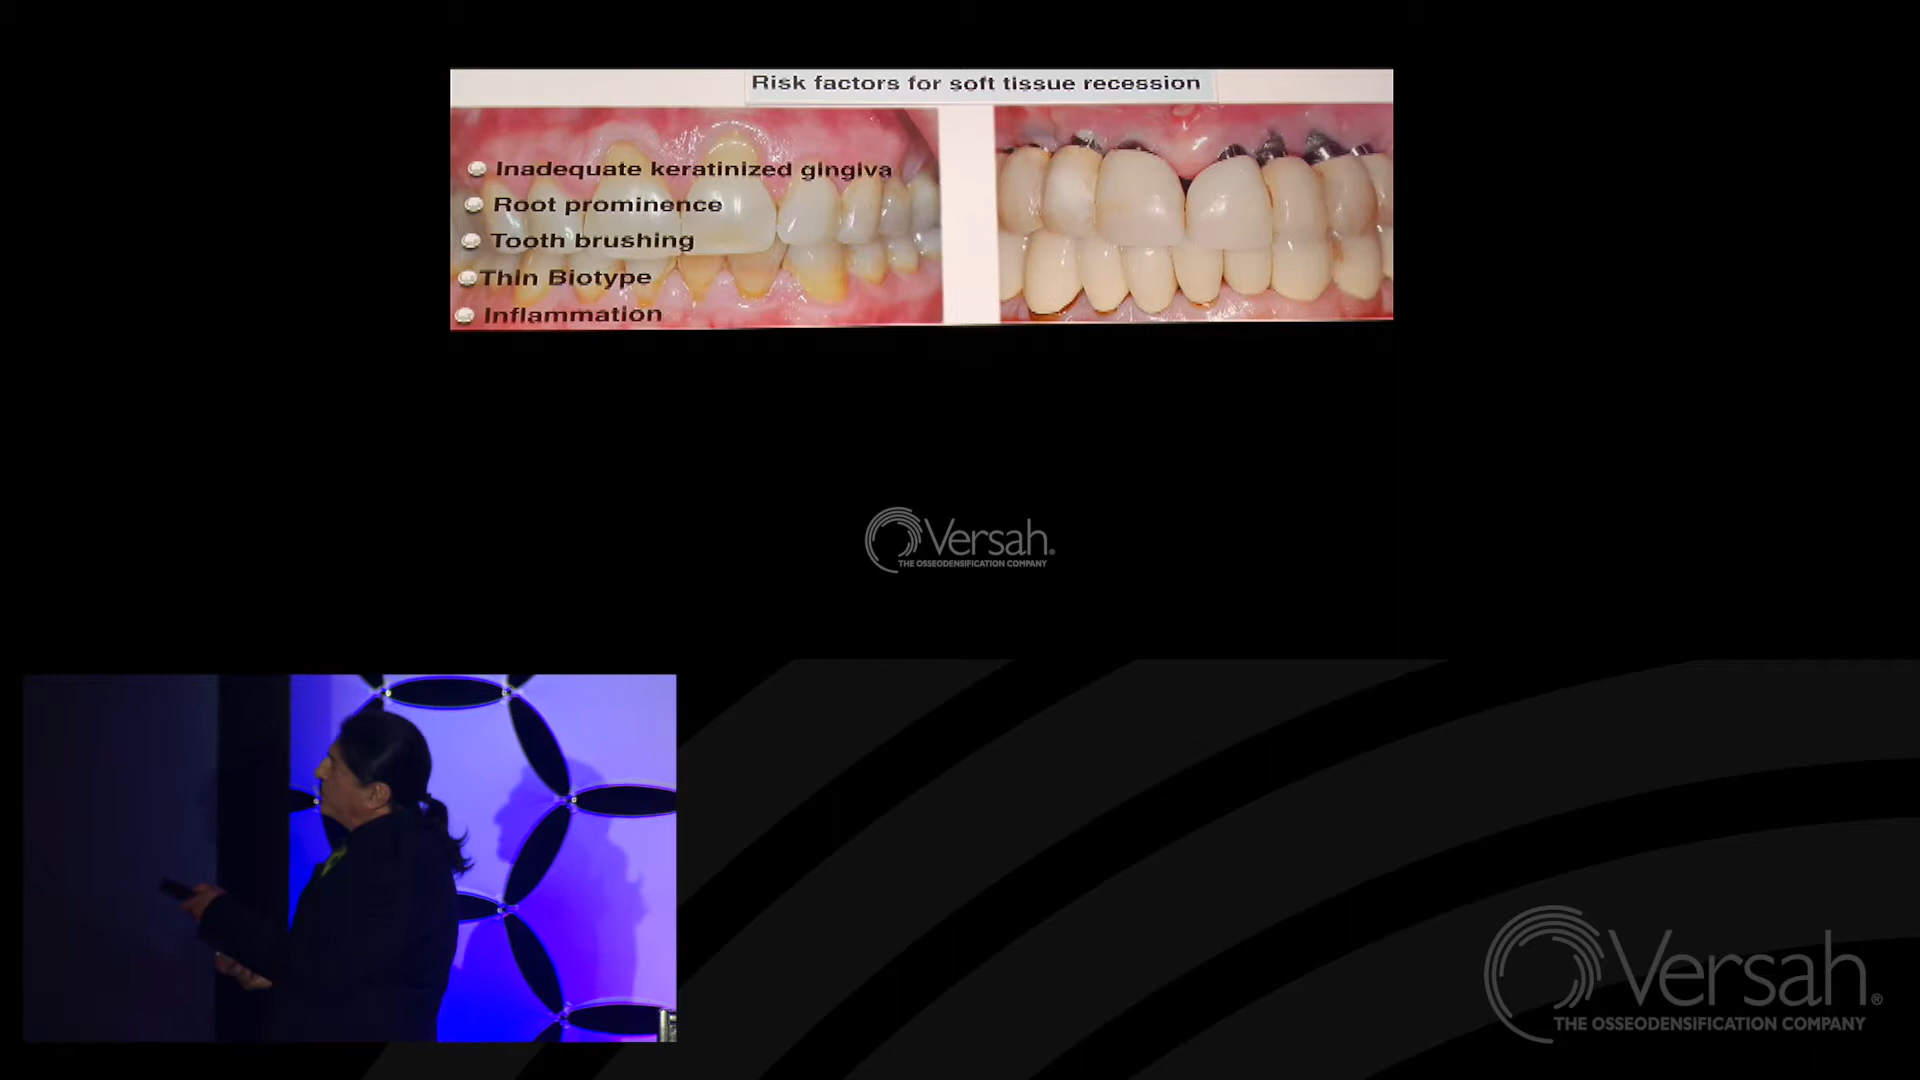 Risk factors for soft tissue recession
Inadequate keratinized gingiva
Root prominence
Tooth brushing
Thin Biotype
Inflammation
Versah®
THE OSSEODENSIFICATION COMPANY
Versah®
THE OSSEODENSIFICATION COMPANY